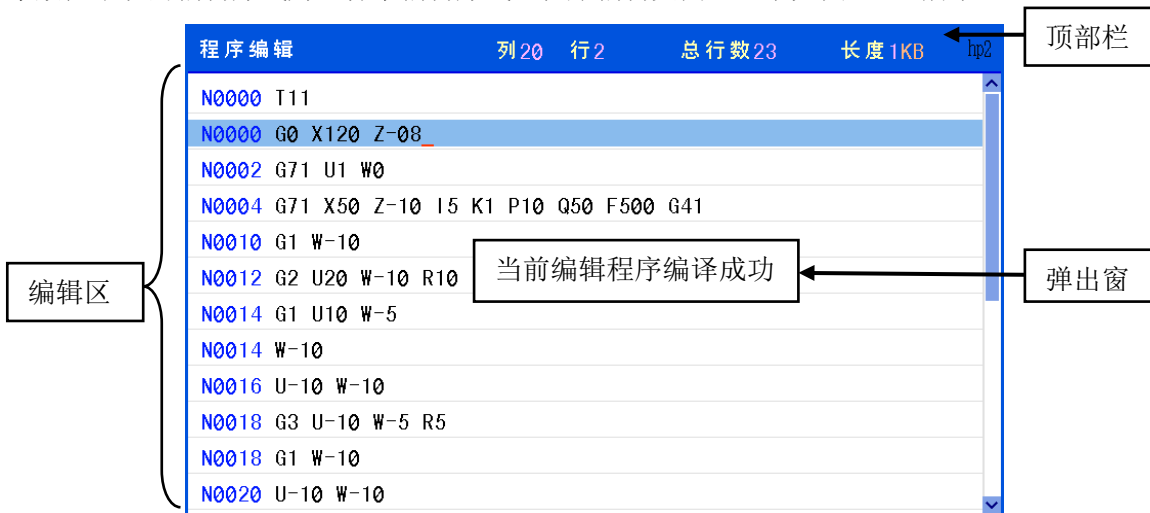 程序编辑 列20 行2 总行数23 长度1KB hp2
顶部栏
N0000 T11
N0000 G0 X120 Z-08_
N0002 G71 U1 W0
N0004 G71 X50 Z-10 I5 K1 P10 Q50 F500 G41
N0010 G1 W-10
N0012 G2 U20 W-10 R10
当前编辑程序编译成功
弹出窗
编辑区
N0014 G1 U10 W-5
N0014 W-10
N0016 U-10 W-10
N0018 G3 U-10 W-5 R5
N0018 G1 W-10
N0020 U-10 W-10